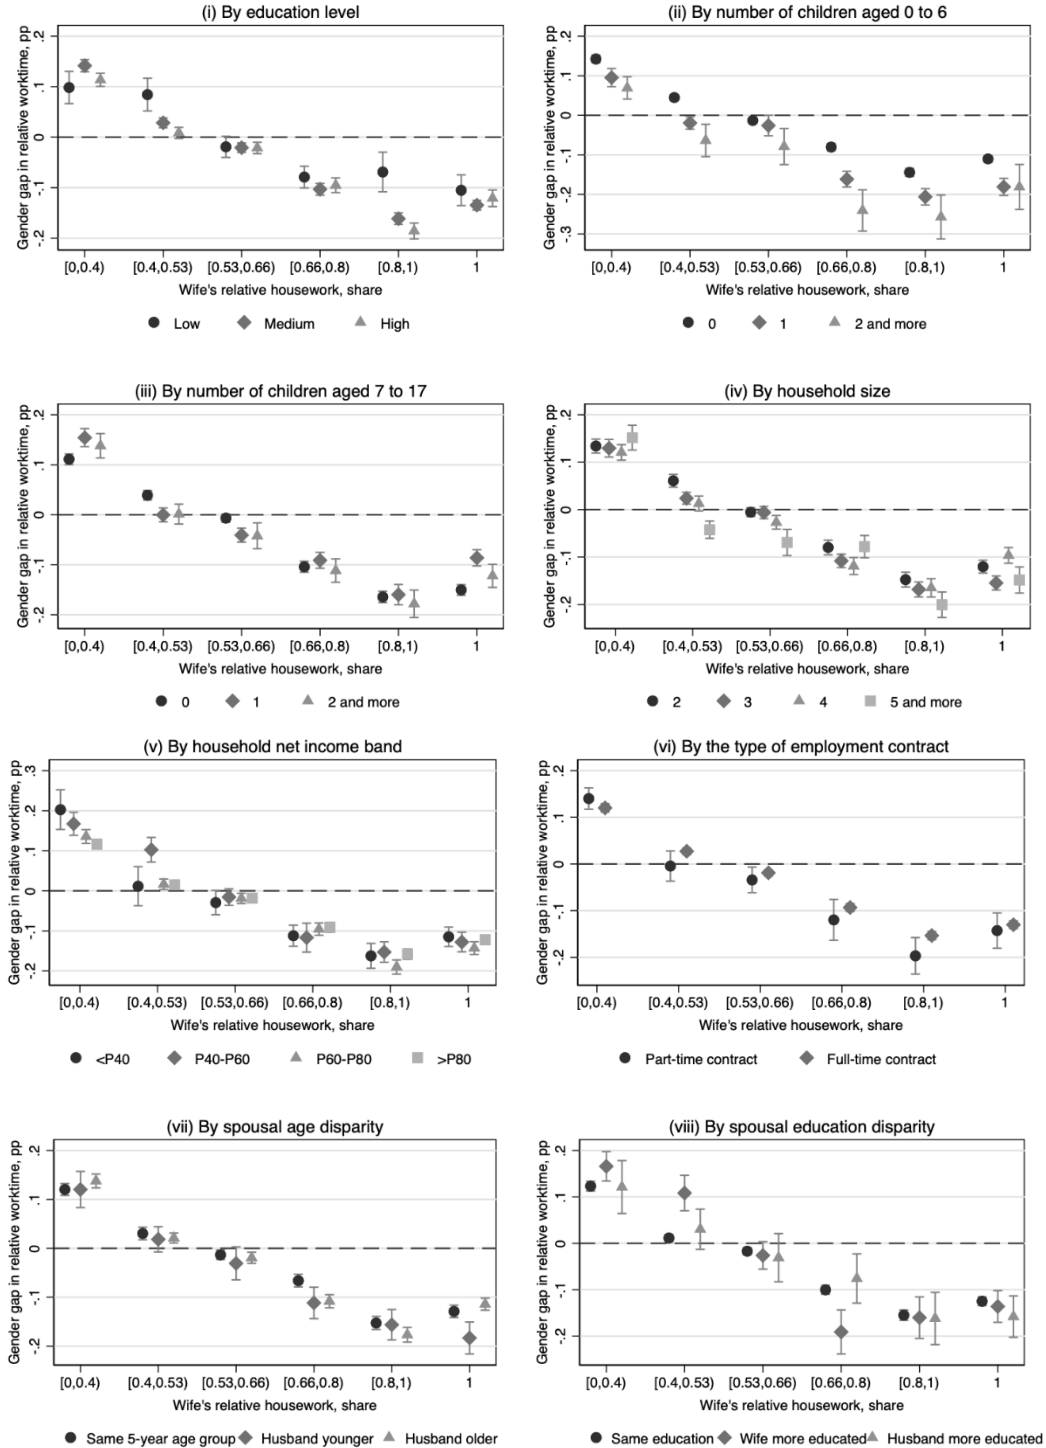 (i) By education level
Gender gap in relative worktime, pp
.2
.1
0
-.1
-.2
[0,0.4) [0.4,0.53) [0.53,0.66) [0.66,0.8) [0.8,1) 1
Wife's relative housework, share
Low Medium High
(ii) By number of children aged 0 to 6
Gender gap in relative worktime, pp
.2
.1
0
-.1
-.2
-.3
[0,0.4) [0.4,0.53) [0.53,0.66) [0.66,0.8) [0.8,1) 1
Wife's relative housework, share
0 1 2 and more
(iii) By number of children aged 7 to 17
Gender gap in relative worktime, pp
.2
.1
0
-.1
-.2
[0,0.4) [0.4,0.53) [0.53,0.66) [0.66,0.8) [0.8,1) 1
Wife's relative housework, share
0 1 2 and more
(iv) By household size
Gender gap in relative worktime, pp
.2
.1
0
-.1
-.2
[0,0.4) [0.4,0.53) [0.53,0.66) [0.66,0.8) [0.8,1) 1
Wife's relative housework, share
2 3 4 5 and more
(v) By household net income band
Gender gap in relative worktime, pp
.3
.2
.1
0
-.1
-.2
[0,0.4) [0.4,0.53) [0.53,0.66) [0.66,0.8) [0.8,1) 1
Wife's relative housework, share
<P40 P40-P60 P60-P80 >P80
(vi) By the type of employment contract
Gender gap in relative worktime, pp
.2
.1
0
-.1
-.2
[0,0.4) [0.4,0.53) [0.53,0.66) [0.66,0.8) [0.8,1) 1
Wife's relative housework, share
Part-time contract Full-time contract
(vii) By spousal age disparity
Gender gap in relative worktime, pp
.2
.1
0
-.1
-.2
[0,0.4) [0.4,0.53) [0.53,0.66) [0.66,0.8) [0.8,1) 1
Wife's relative housework, share
Same 5-year age group Husband younger Husband older
(viii) By spousal education disparity
Gender gap in relative worktime, pp
.2
.1
0
-.1
-.2
[0,0.4) [0.4,0.53) [0.53,0.66) [0.66,0.8) [0.8,1) 1
Wife's relative housework, share
Same education Wife more educated Husband more educated